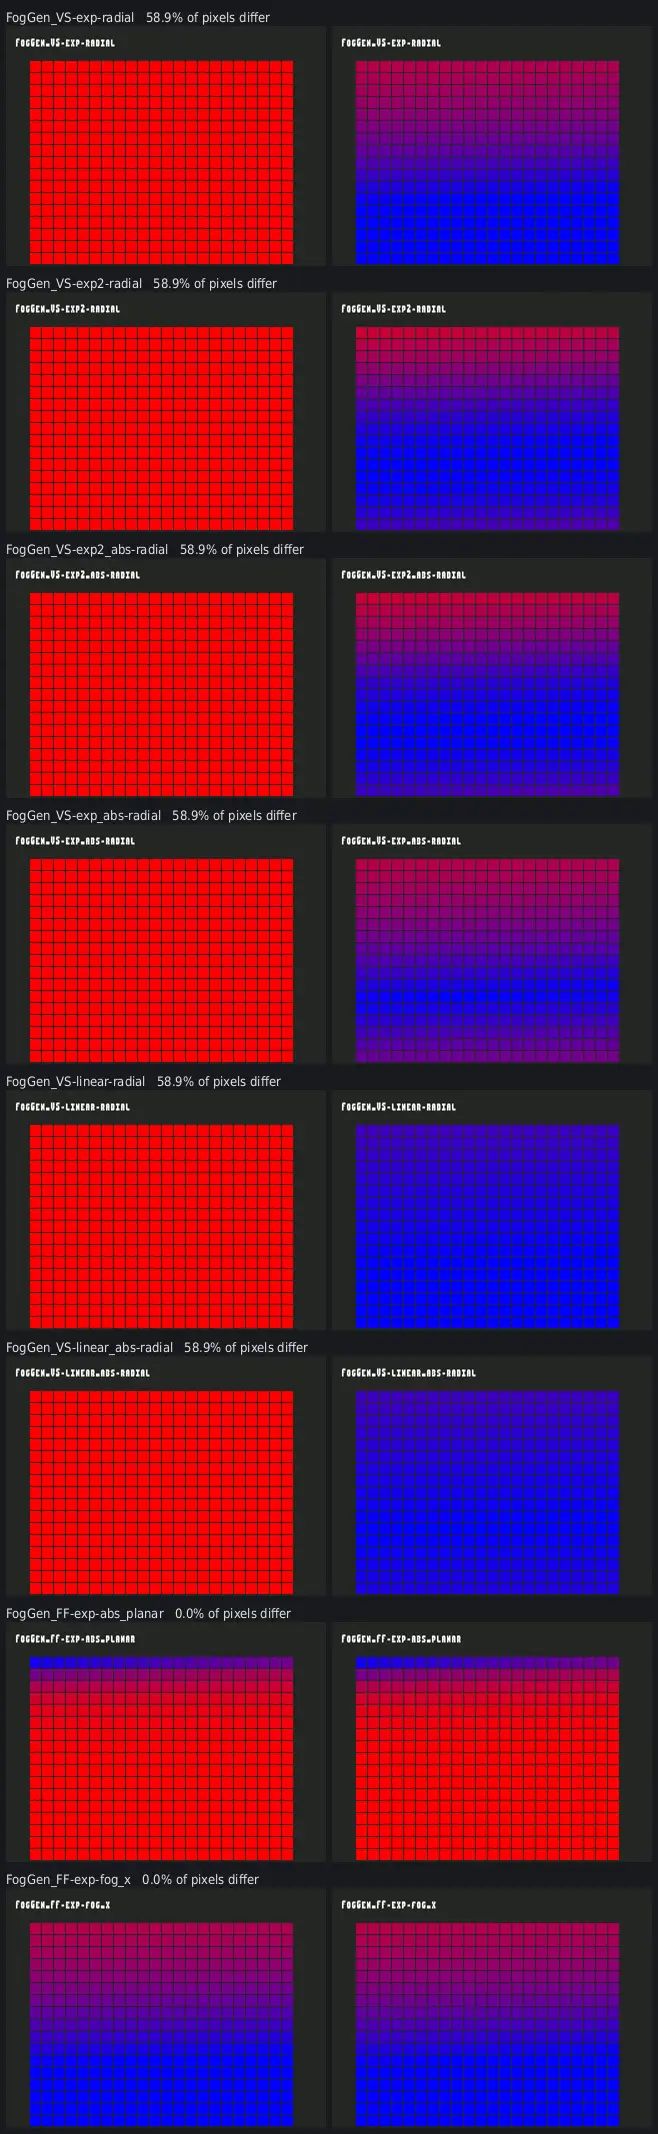 FogGen_VS-exp-radial 58.9% of pixels differ
FogGen_VS-exp-radial FogGen_VS-exp-radial
FogGen_VS-exp2-radial 58.9% of pixels differ
FogGen_VS-exp2-radial FogGen_VS-exp2-radial
FogGen_VS-exp2_abs-radial 58.9% of pixels differ
FogGen_VS-exp2_abs-radial FogGen_VS-exp2_abs-radial
FogGen_VS-exp_abs-radial 58.9% of pixels differ
FogGen_VS-exp_abs-radial FogGen_VS-exp_abs-radial
FogGen_VS-linear-radial 58.9% of pixels differ
FogGen_VS-linear-radial FogGen_VS-linear-radial
FogGen_VS-linear_abs-radial 58.9% of pixels differ
FogGen_VS-linear_abs-radial FogGen_VS-linear_abs-radial
FogGen_FF-exp-abs_planar 0.0% of pixels differ
FogGen_FF-exp-abs_planar FogGen_FF-exp-abs_planar
FogGen_FF-exp-fog_x 0.0% of pixels differ
FogGen_FF-exp-fog_x FogGen_FF-exp-fog_x